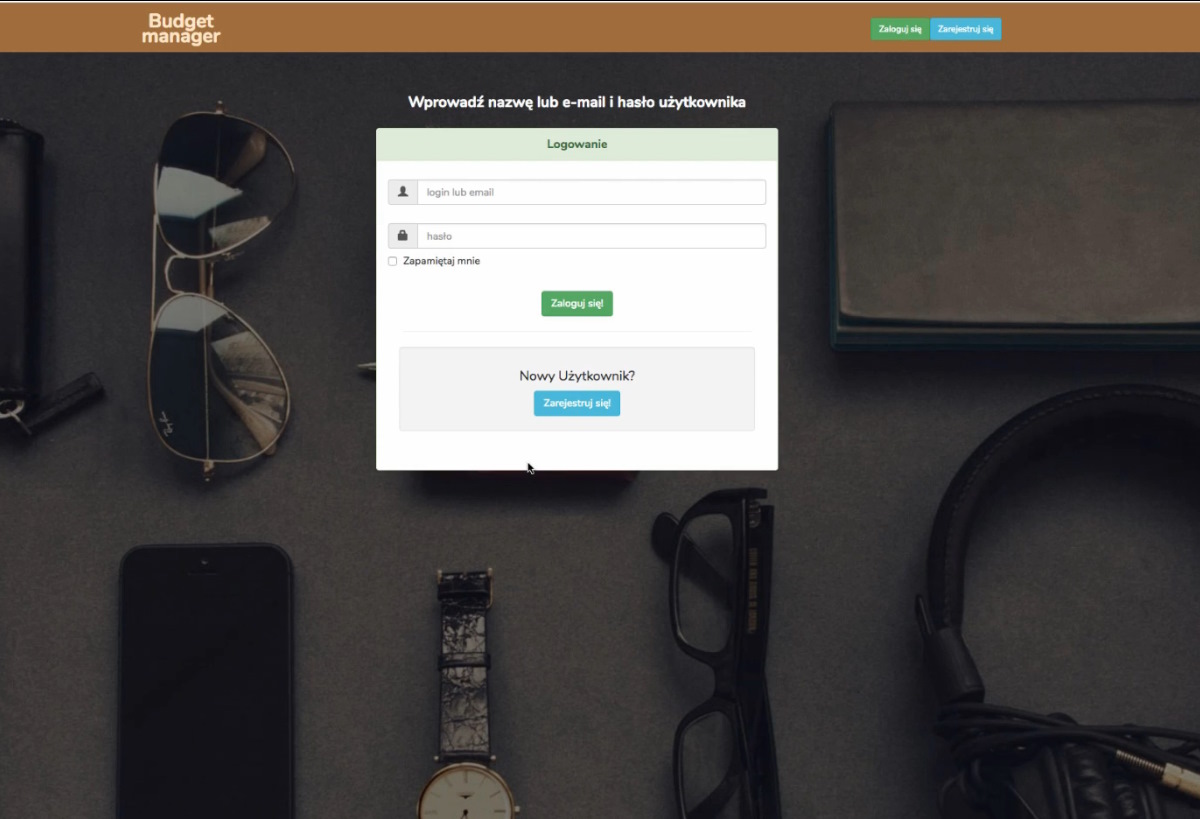 Budget
manager
Zaloguj się
Zarejestruj się
Wprowadź nazwę lub e-mail i hasło użytkownika
Logowanie
login lub email
hasło
Zapamiętaj mnie
Zaloguj się!
Nowy Użytkownik?
Zarejestruj się!